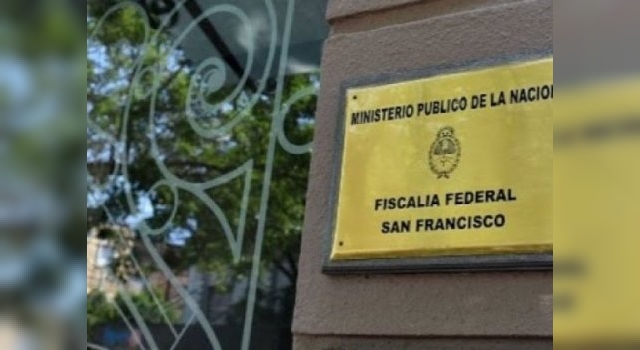 MINISTERIO PUBLICO DE LA NACION
FISCALIA FEDERAL
SAN FRANCISCO